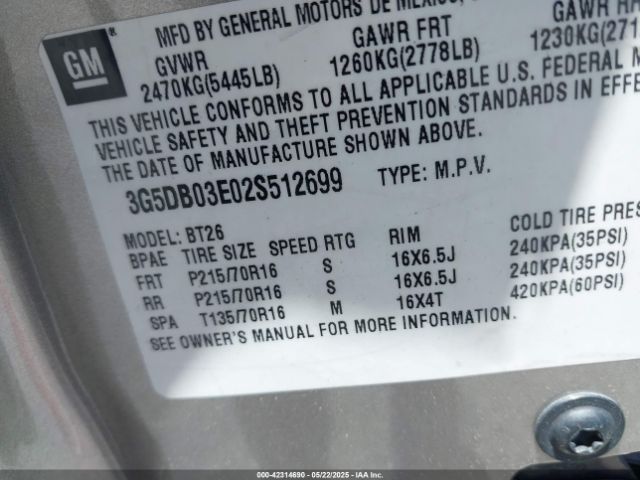 GM
MFD BY GENERAL MOTORS DE MEXICO,
GVWR GAWR FRT GAWR
2470KG(5445LB) 1260KG(2778LB) 1230KG(271
THIS VEHICLE CONFORMS TO ALL APPLICABLE U.S. FEDERAL M
VEHICLE SAFETY AND THEFT PREVENTION STANDARDS IN EFFE
THE DATE OF MANUFACTURE SHOWN ABOVE.
3G5DB03E02S512699 TYPE: M.P.V.
MODEL: BT26
BPAE TIRE SIZE SPEED RTG RIM COLD TIRE PRES
FRT P215/70R16 S 16X6.5J 240KPA(35PSI)
RR P215/70R16 S 16X6.5J 240KPA(35PSI)
SPA T135/70R16 M 16X4T 420KPA(60PSI)
SEE OWNER'S MANUAL FOR MORE INFORMATION.
000-42314690 - 05/22/2025 - IAAI.COM